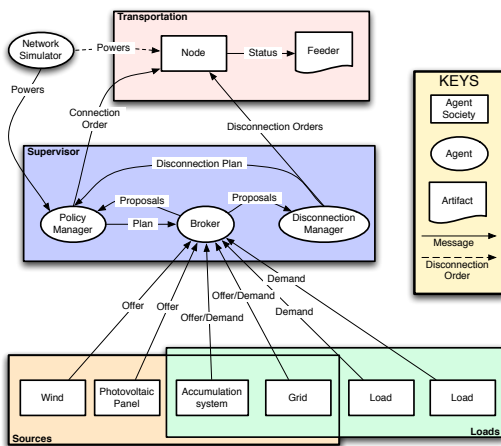 Transportation
Network
Simulator
Powers
Node
Status
Feeder
Powers
Connection
Order
Disconnection Orders
KEYS
Agent
Society
Agent
Artifact
Message
Disconnection
Order
Supervisor
Disconnection Plan
Proposals
Proposals
Policy
Manager
Plan
Broker
Disconnection
Manager
Offer
Offer
Offer/Demand
Offer/Demand
Demand
Demand
Wind
Photovoltaic
Panel
Accumulation
system
Grid
Load
Load
Sources
Loads